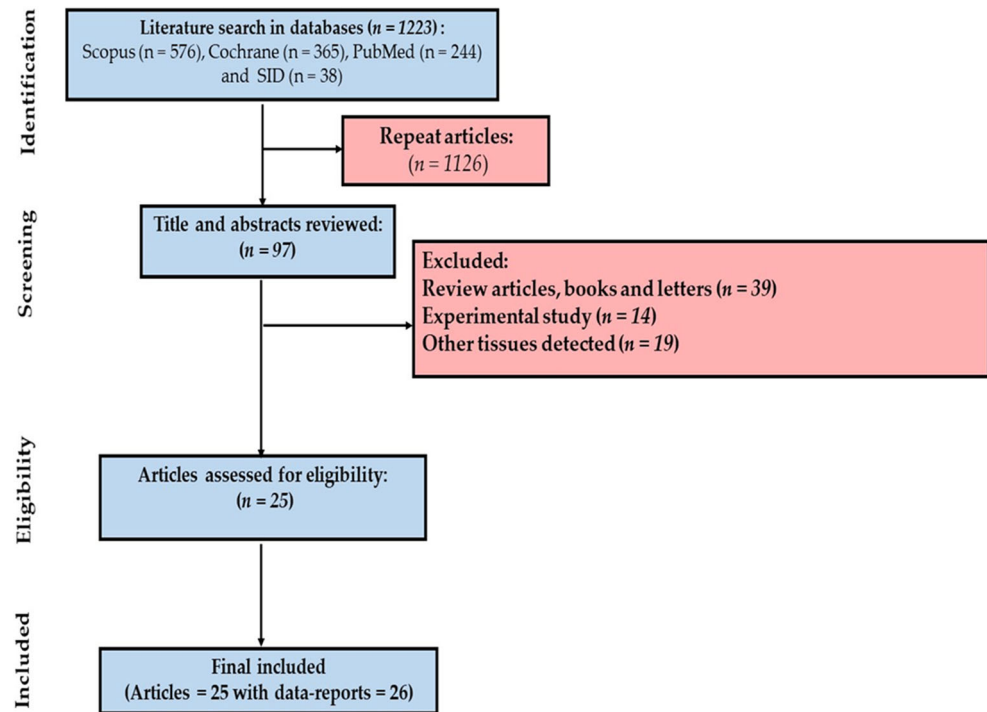 Identification
Literature search in databases (n = 1223) :
Scopus (n = 576), Cochrane (n = 365), PubMed (n = 244)
and SID (n = 38)
Repeat articles:
(n = 1126)
Screening
Title and abstracts reviewed:
(n = 97)
Excluded:
Review articles, books and letters (n = 39)
Experimental study (n = 14)
Other tissues detected (n = 19)
Eligibility
Articles assessed for eligibility:
(n = 25)
Included
Final included
(Articles = 25 with data-reports = 26)